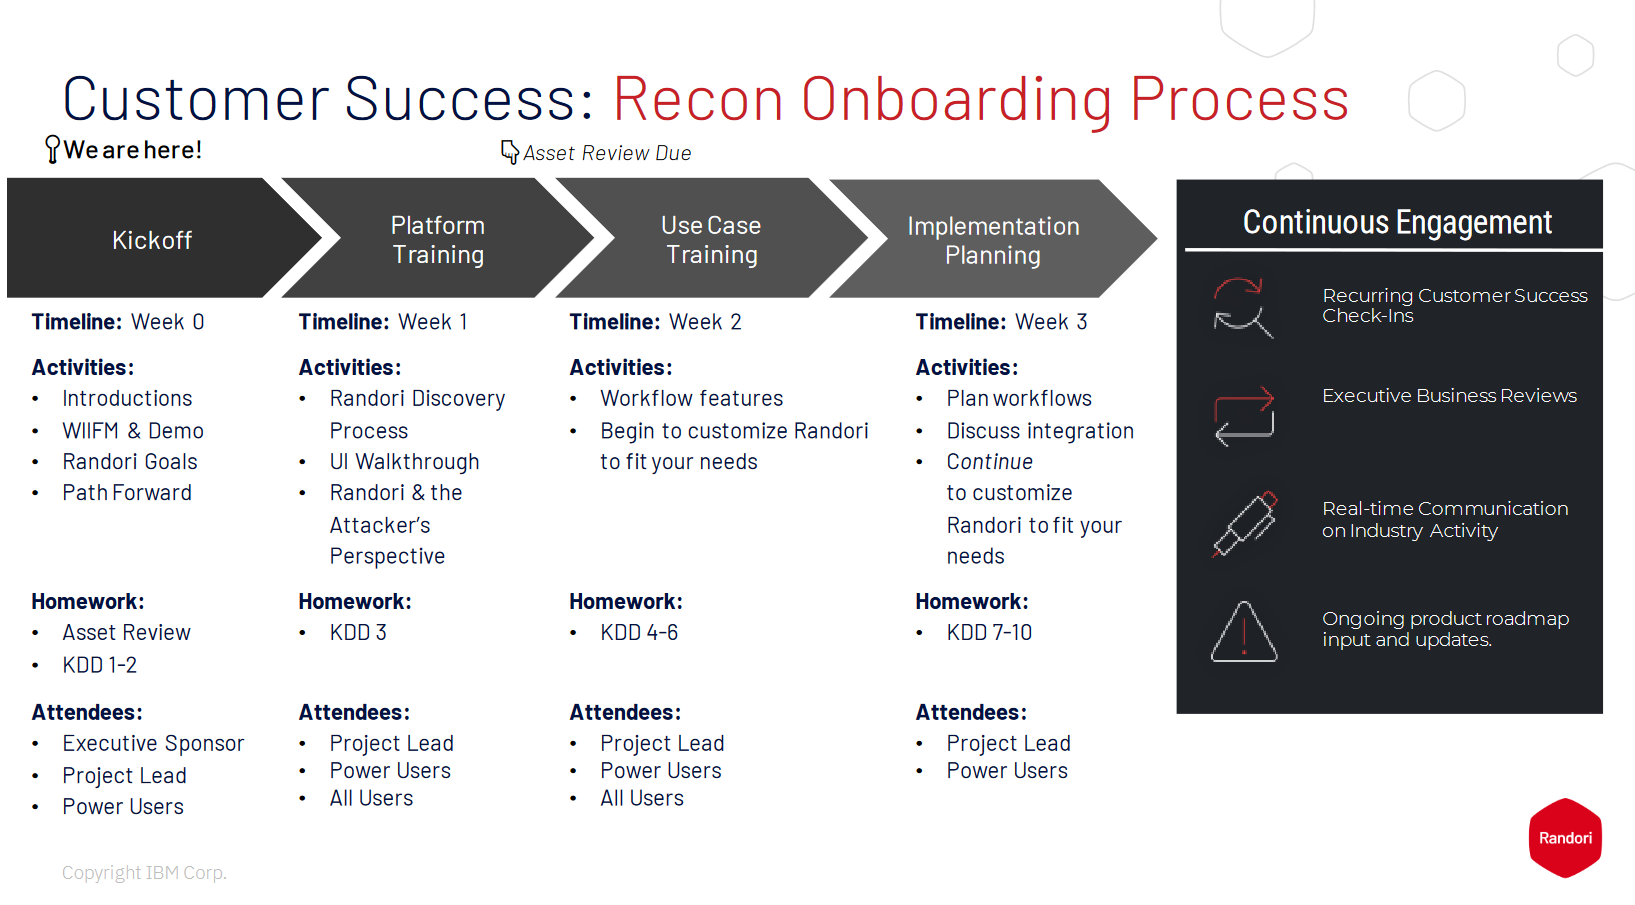 Customer Success: Recon Onboarding Process
We are here!
Asset Review Due
Kickoff
Platform
Training
Use Case
Training
Implementation
Planning
Timeline: Week 0
Activities:
• Introductions
• WIIFM & Demo
• Randori Goals
• Path Forward
Homework:
• Asset Review
• KDD 1-2
Attendees:
• Executive Sponsor
• Project Lead
• Power Users
Timeline: Week 1
Activities:
• Randori Discovery
Process
• UI Walkthrough
• Randori & the
Attacker’s
Perspective
Homework:
• KDD 3
Attendees:
• Project Lead
• Power Users
• All Users
Timeline: Week 2
Activities:
• Workflow features
• Begin to customize Randori
to fit your needs
Homework:
• KDD 4-6
Attendees:
• Project Lead
• Power Users
• All Users
Timeline: Week 3
Activities:
• Plan workflows
• Discuss integration
• Continue
to customize
Randori to fit your
needs
Homework:
• KDD 7-10
Attendees:
• Project Lead
• Power Users
Continuous Engagement
Recurring Customer Success
Check-Ins
Executive Business Reviews
Real-time Communication
on Industry Activity
Ongoing product roadmap
input and updates.
Randori
Copyright IBM Corp.